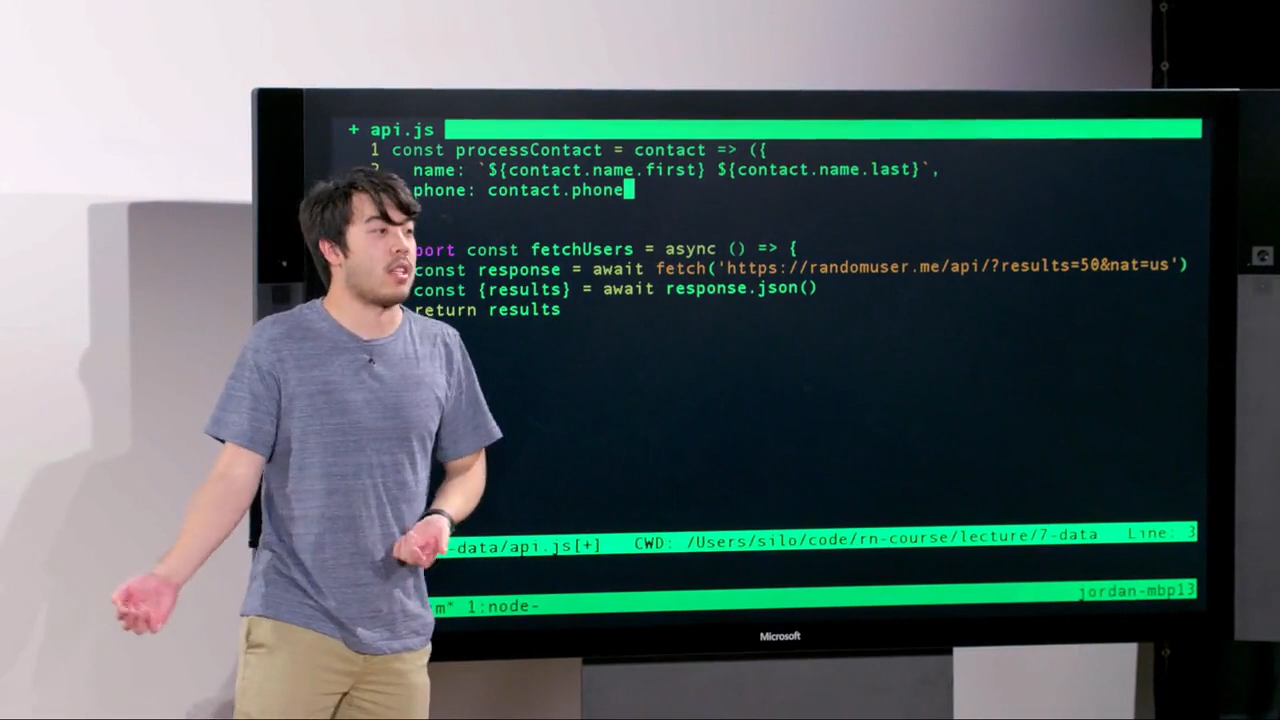 + api.js
1 const processContact = contact => ({
name: `${contact.name.first} ${contact.name.last}`,
phone: contact.phone
port const fetchUsers = async () => {
const response = await fetch('https://randomuser.me/api/?results=50&nat=us')
const {results} = await response.json()
return results
-data/api.js[+] CWD: /Users/silo/code/rn-course/lecture/7-data Line: 3
m* 1:node- jordan-mbp13
Microsoft